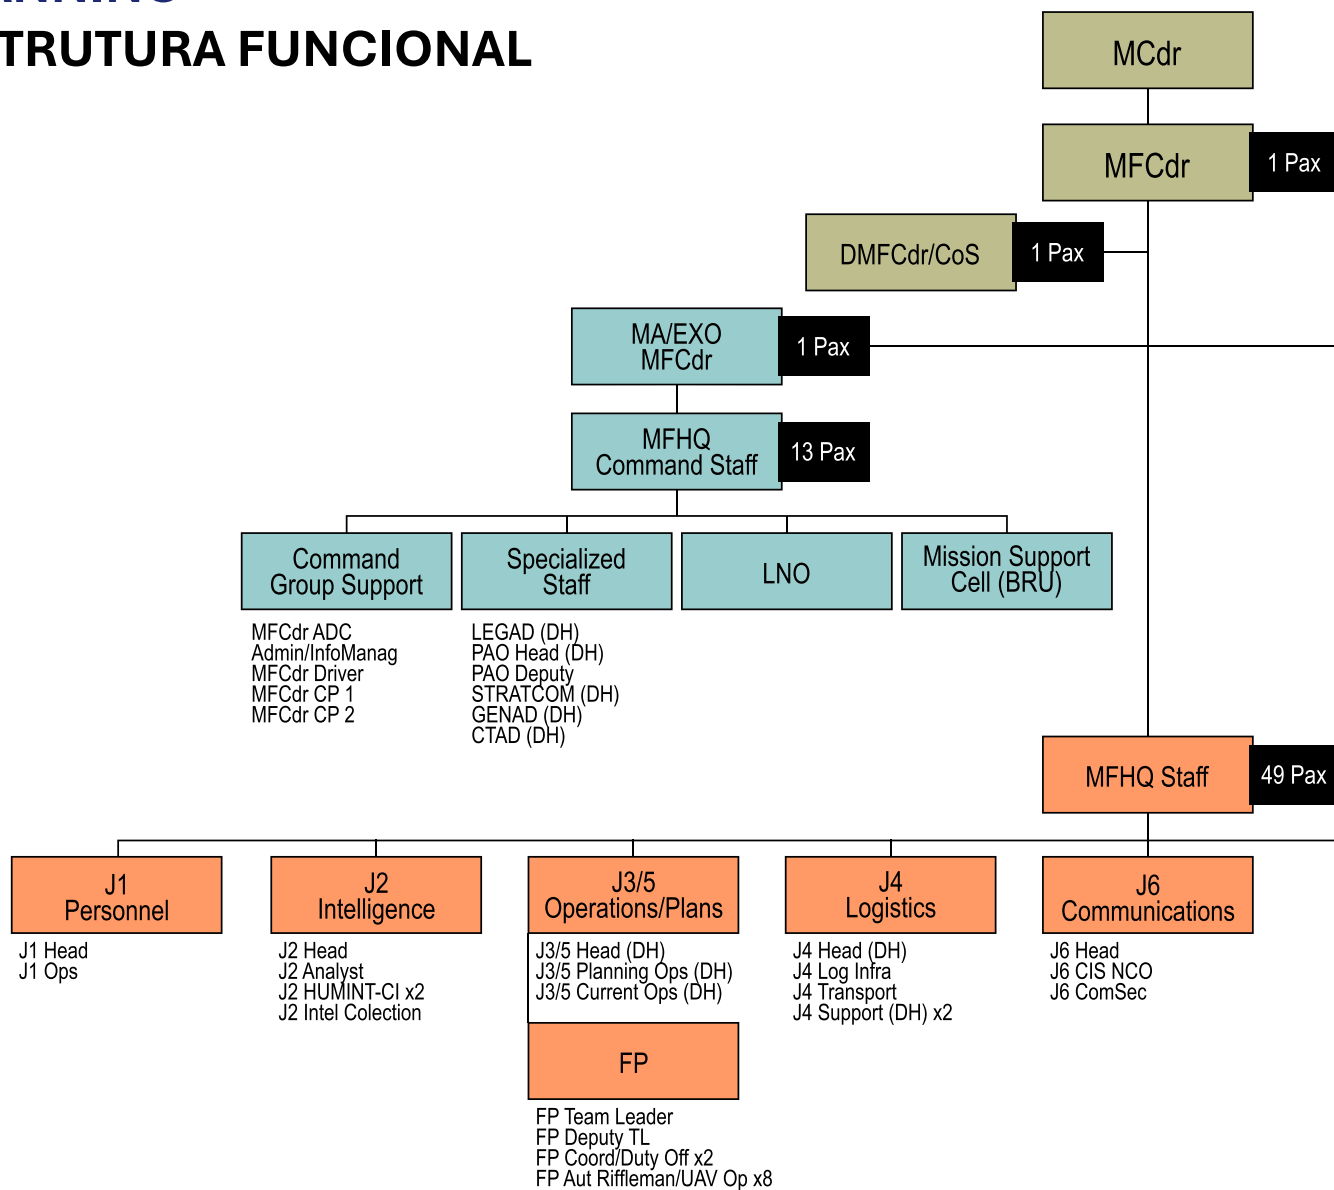 TRUTURA FUNCIONAL
MCdr
MFCdr
1 Pax
DMFCdr/CoS
1 Pax
MA/EXO
MFCdr
1 Pax
MFHQ
Command Staff
13 Pax
Command
Group Support
Specialized
Staff
LNO
Mission Support
Cell (BRU)
MFCdr ADC
Admin/InfoManag
MFCdr Driver
MFCdr CP 1
MFCdr CP 2
LEGAD (DH)
PAO Head (DH)
PAO Deputy
STRATCOM (DH)
GENAD (DH)
CTAD (DH)
MFHQ Staff
49 Pax
J1
Personnel
J1 Head
J1 Ops
J2
Intelligence
J2 Head
J2 Analyst
J2 HUMINT-CI x2
J2 Intel Colection
J3/5
Operations/Plans
J3/5 Head (DH)
J3/5 Planning Ops (DH)
J3/5 Current Ops (DH)
FP
FP Team Leader
FP Deputy TL
FP Coord/Duty Off x2
FP Aut Riffleman/UAV Op x8
J4
Logistics
J4 Head (DH)
J4 Log Infra
J4 Transport
J4 Support (DH) x2
J6
Communications
J6 Head
J6 CIS NCO
J6 ComSec